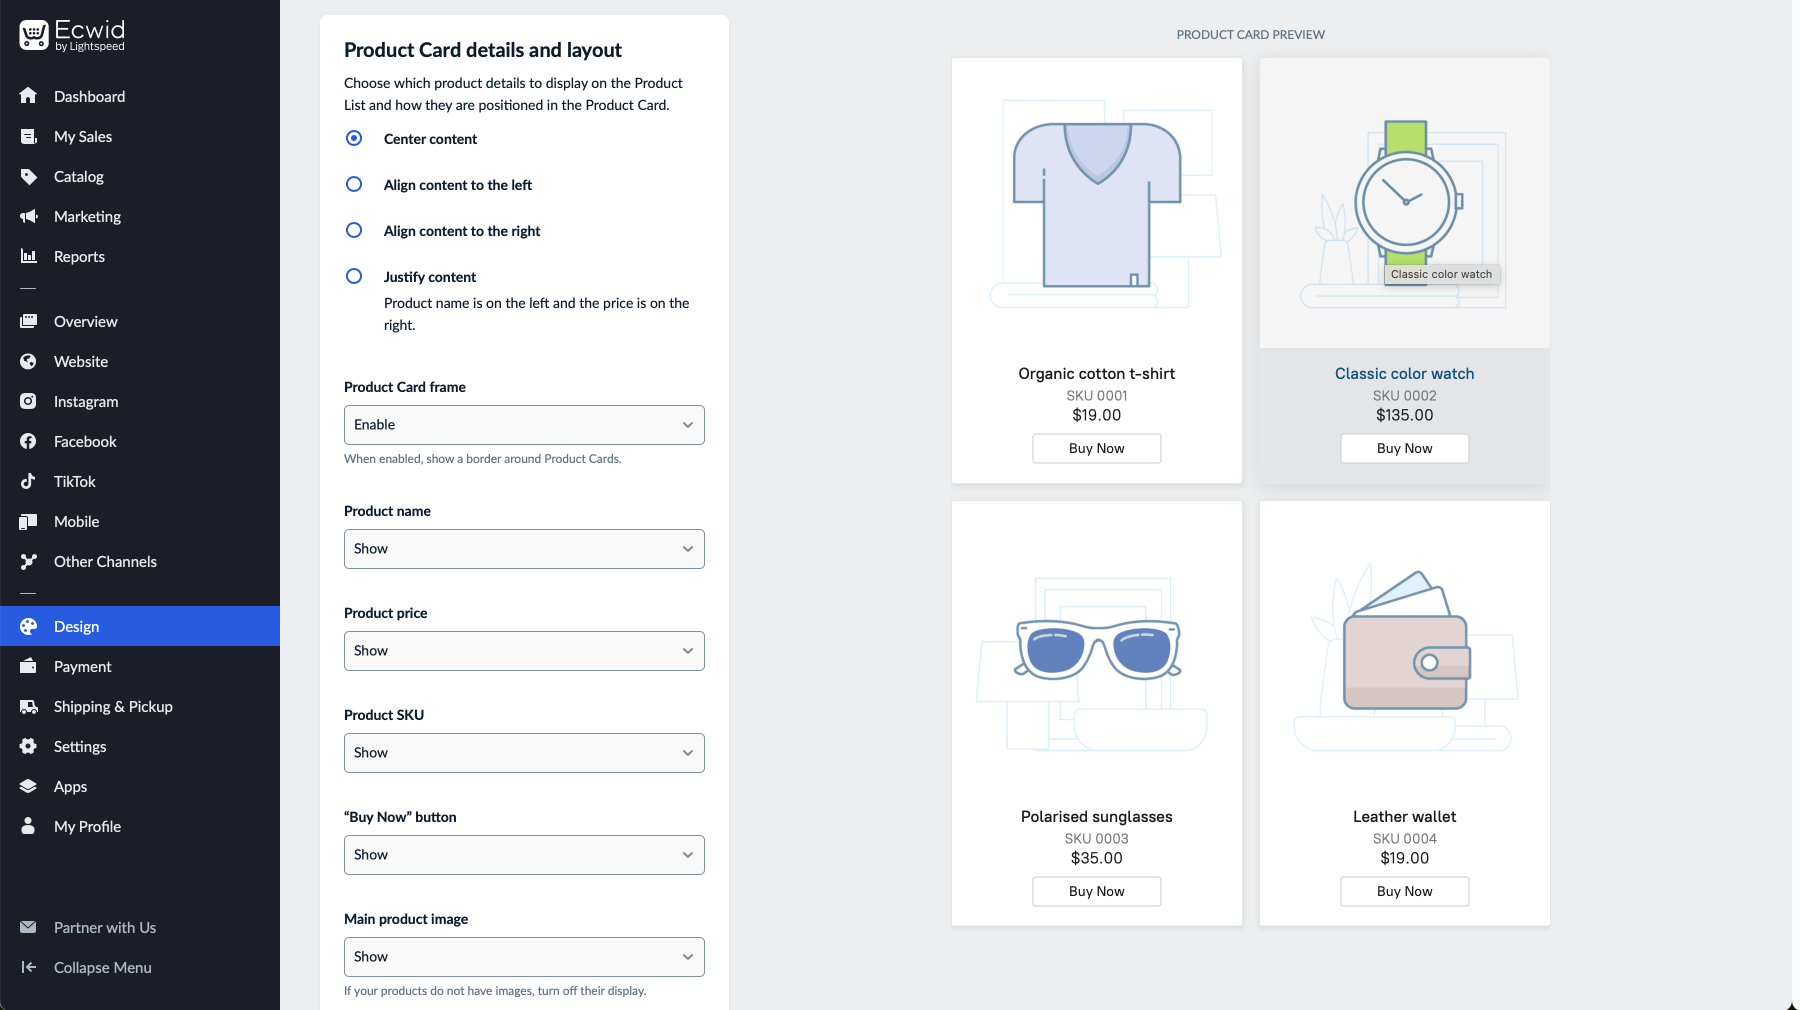 Ecwid
by Lightspeed
Dashboard
My Sales
Catalog
Marketing
Reports
Overview
Website
Instagram
Facebook
TikTok
Mobile
Other Channels
Design
Payment
Shipping & Pickup
Settings
Apps
My Profile
Partner with Us
Collapse Menu
Product Card details and layout
Choose which product details to display on the Product
List and how they are positioned in the Product Card.
Center content
Align content to the left
Align content to the right
Justify content
Product name is on the left and the price is on the
right.
Product Card frame
Enable
When enabled, show a border around Product Cards.
Product name
Show
Product price
Show
Product SKU
Show
“Buy Now” button
Show
Main product image
Show
If your products do not have images, turn off their display.
PRODUCT CARD PREVIEW
Organic cotton t-shirt
SKU 0001
$19.00
Buy Now
Classic color watch
Classic color watch
SKU 0002
$135.00
Buy Now
Polarised sunglasses
SKU 0003
$35.00
Buy Now
Leather wallet
SKU 0004
$19.00
Buy Now